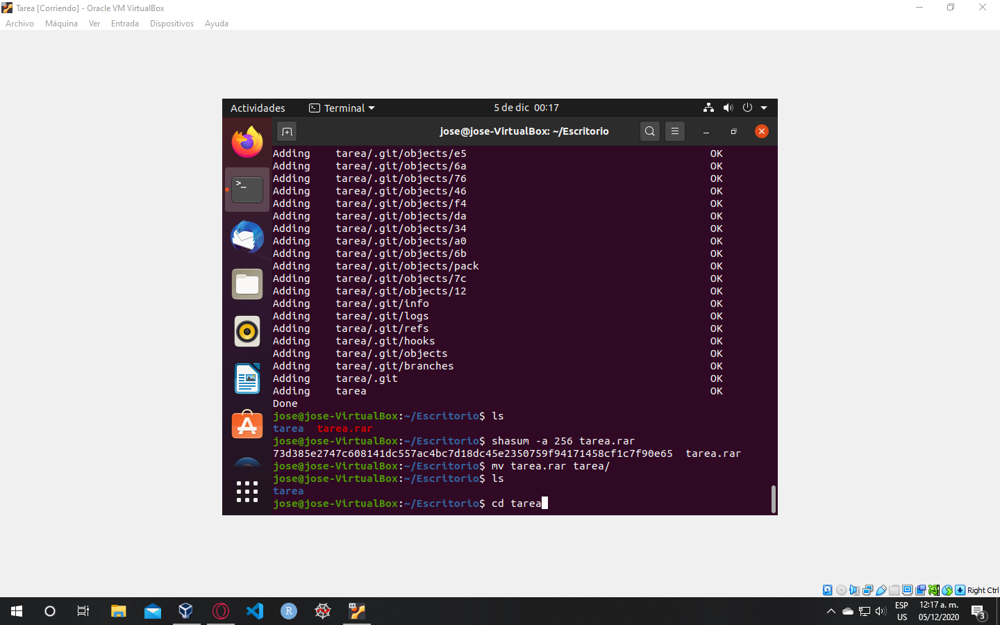 Tarea [Corriendo] - Oracle VM VirtualBox
Archivo Máquina Ver Entrada Dispositivos Ayuda
Actividades Terminal 5 de dic 00:17
jose@jose-VirtualBox: ~/Escritorio
Adding tarea/.git/objects/e5 OK
Adding tarea/.git/objects/6a OK
Adding tarea/.git/objects/76 OK
Adding tarea/.git/objects/46 OK
Adding tarea/.git/objects/f4 OK
Adding tarea/.git/objects/da OK
Adding tarea/.git/objects/34 OK
Adding tarea/.git/objects/a0 OK
Adding tarea/.git/objects/6b OK
Adding tarea/.git/objects/pack OK
Adding tarea/.git/objects/7c OK
Adding tarea/.git/objects/12 OK
Adding tarea/.git/info OK
Adding tarea/.git/logs OK
Adding tarea/.git/refs OK
Adding tarea/.git/hooks OK
Adding tarea/.git/objects OK
Adding tarea/.git/branches OK
Adding tarea/.git OK
Adding tarea OK
Done
jose@jose-VirtualBox:~/Escritorio$ ls
tarea tarea.rar
jose@jose-VirtualBox:~/Escritorio$ shasum -a 256 tarea.rar
73d385e2747c608141dc557ac4bc7d18dc45e2350759f94171458cf1c7f90e65 tarea.rar
jose@jose-VirtualBox:~/Escritorio$ mv tarea.rar tarea/
jose@jose-VirtualBox:~/Escritorio$ ls
tarea
jose@jose-VirtualBox:~/Escritorio$ cd tarea
Right Ctrl
ESP 12:17 a. m.
US 05/12/2020 3